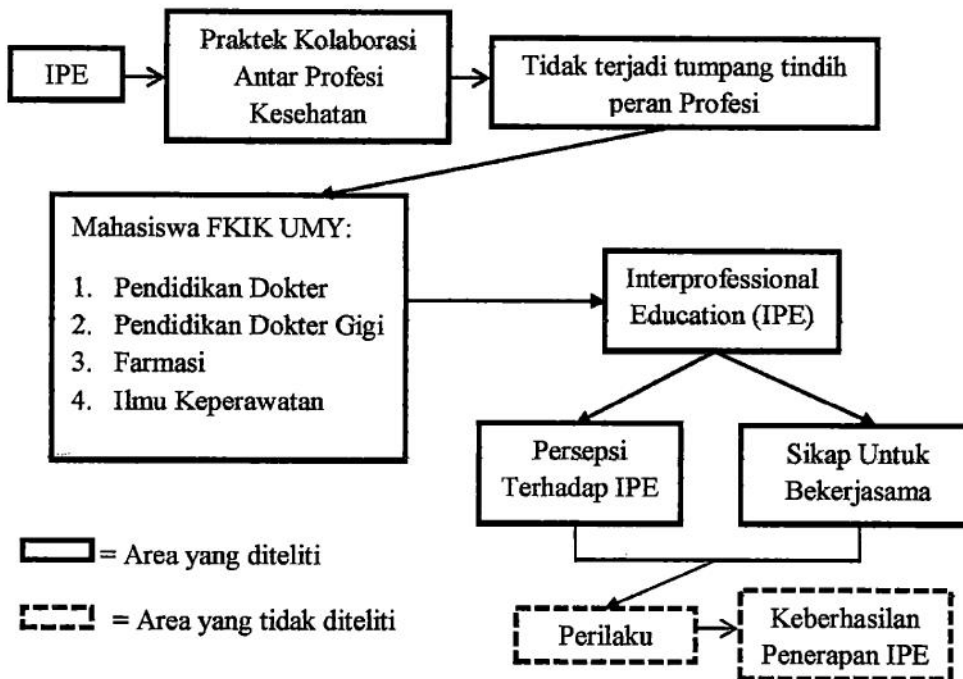 IPE
Praktek Kolaborasi
Antar Profesi
Kesehatan
Tidak terjadi tumpang tindih
peran Profesi
Mahasiswa FKIK UMY:
1. Pendidikan Dokter
2. Pendidikan Dokter Gigi
3. Farmasi
4. Ilmu Keperawatan
Interprofessional
Education (IPE)
Persepsi
Terhadap IPE
Sikap Untuk
Bekerjasama
= Area yang diteliti
= Area yang tidak diteliti
Perilaku
Keberhasilan
Penerapan IPE